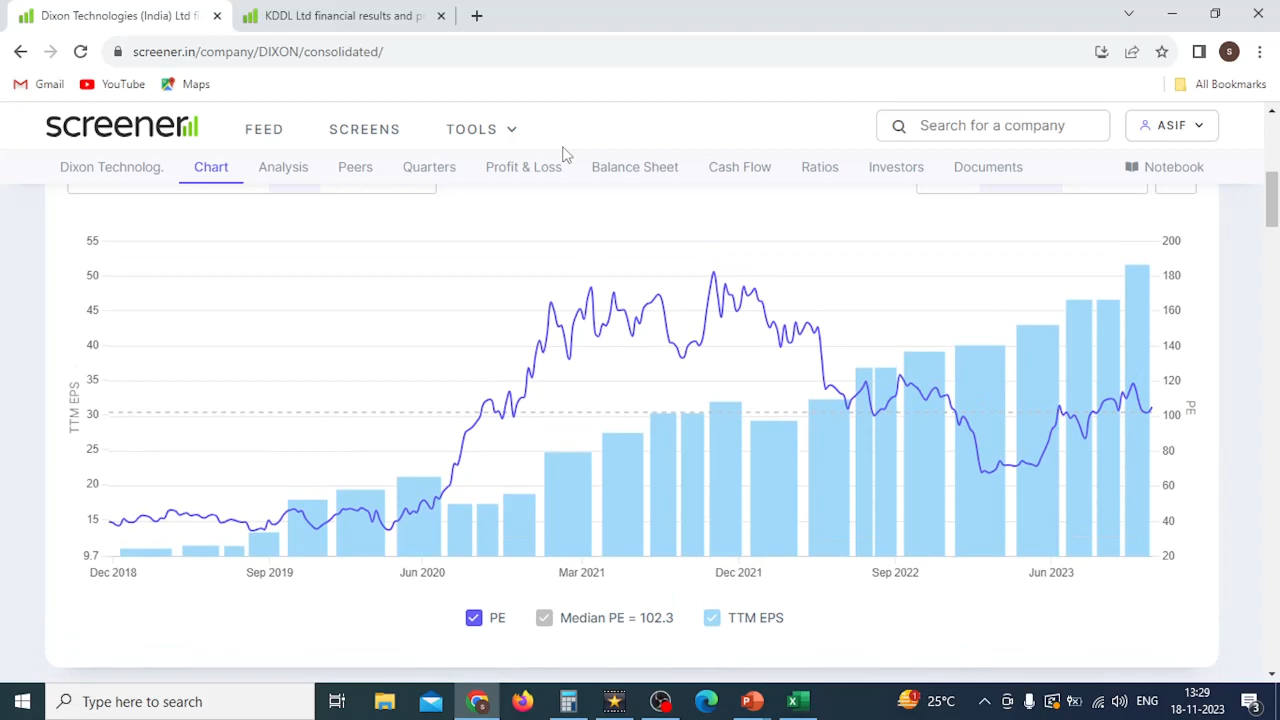 Dixon Technologies (India) Ltd fi
KDDL Ltd financial results and p
screener.in/company/DIXON/consolidated/
S
Gmail
YouTube
Maps
All Bookmarks
screener
FEED
SCREENS
TOOLS
Search for a company
ASIF
Dixon Technolog.
Chart
Analysis
Peers
Quarters
Profit & Loss
Balance Sheet
Cash Flow
Ratios
Investors
Documents
Notebook
55
50
45
40
35
30
25
20
15
9.7
TTM EPS
200
180
160
140
120
100
80
60
40
20
PE
Dec 2018
Sep 2019
Jun 2020
Mar 2021
Dec 2021
Sep 2022
Jun 2023
PE
Median PE = 102.3
TTM EPS
Type here to search
1
25°C
ENG
13:29
18-11-2023
3